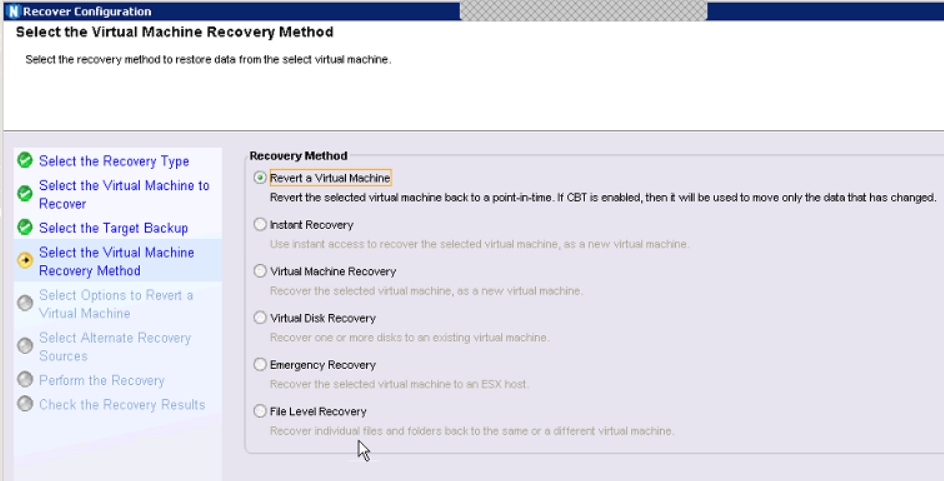 N Recover Configuration
Select the Virtual Machine Recovery Method
Select the recovery method to restore data from the select virtual machine.
Select the Recovery Type
Select the Virtual Machine to
Recover
Select the Target Backup
Select the Virtual Machine
Recovery Method
Select Options to Revert a
Virtual Machine
Select Alternate Recovery
Sources
Perform the Recovery
Check the Recovery Results
Recovery Method
Revert a Virtual Machine
Revert the selected virtual machine back to a point-in-time. If CBT is enabled, then it will be used to move only the data that has changed.
Instant Recovery
Use instant access to recover the selected virtual machine, as a new virtual machine.
Virtual Machine Recovery
Recover the selected virtual machine, as a new virtual machine.
Virtual Disk Recovery
Recover one or more disks to an existing virtual machine.
Emergency Recovery
Recover the selected virtual machine to an ESX host.
File Level Recovery
Recover individual files and folders back to the same or a different virtual machine.